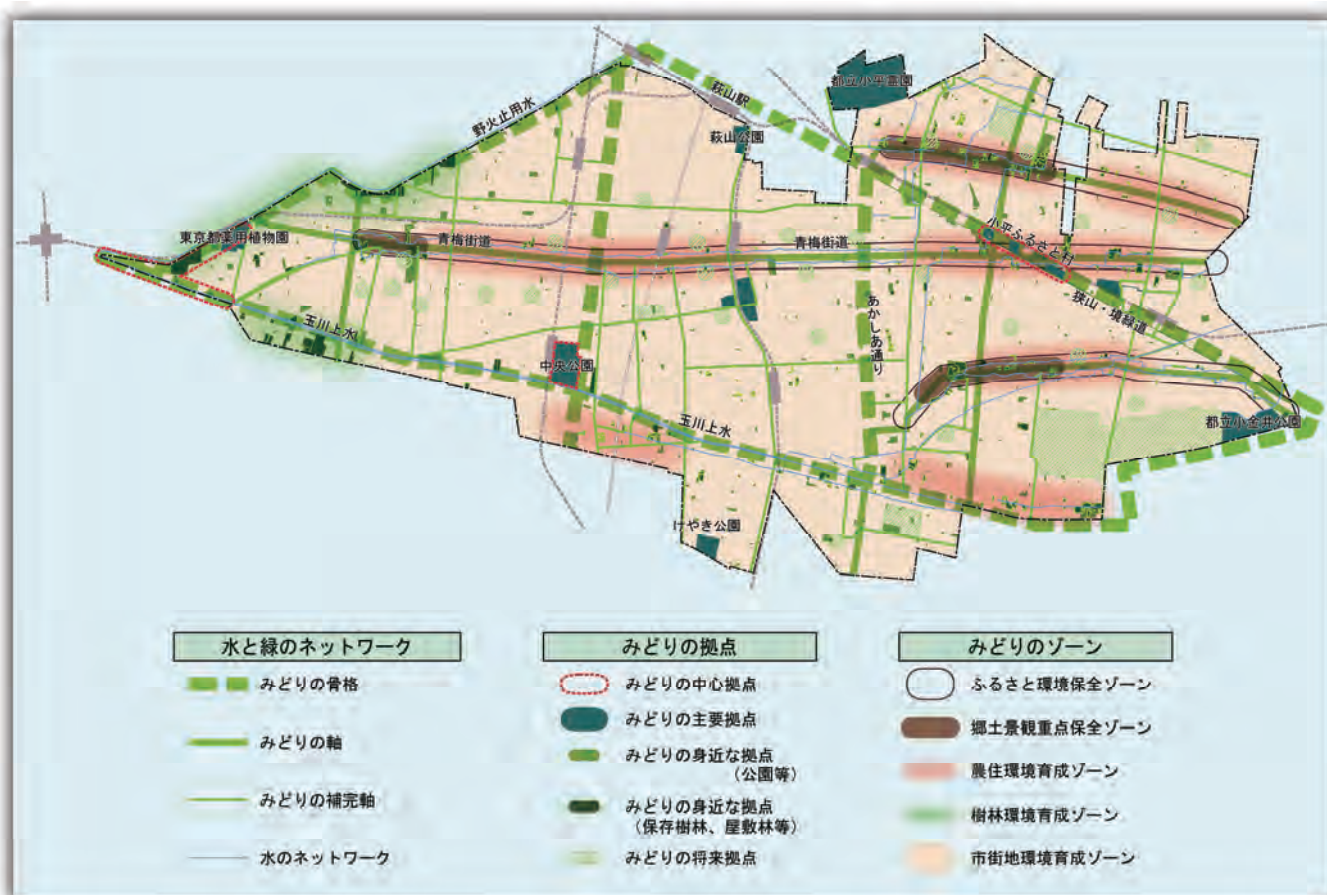 都立小平霊園
萩山駅
野火止用水
萩山公園
東京都薬用植物園
青梅街道
青梅街道
小平ふるさと村
狭山・境緑道
あかしあ通り
玉川上水
中央公園
玉川上水
都立小金井公園
けやき公園
水と緑のネットワーク
みどりの骨格
みどりの軸
みどりの補完軸
水のネットワーク
みどりの拠点
みどりの中心拠点
みどりの主要拠点
みどりの身近な拠点
（公園等）
みどりの身近な拠点
（保存樹林、屋敷林等）
みどりの将来拠点
みどりのゾーン
ふるさと環境保全ゾーン
郷土景観重点保全ゾーン
農住環境育成ゾーン
樹林環境育成ゾーン
市街地環境育成ゾーン